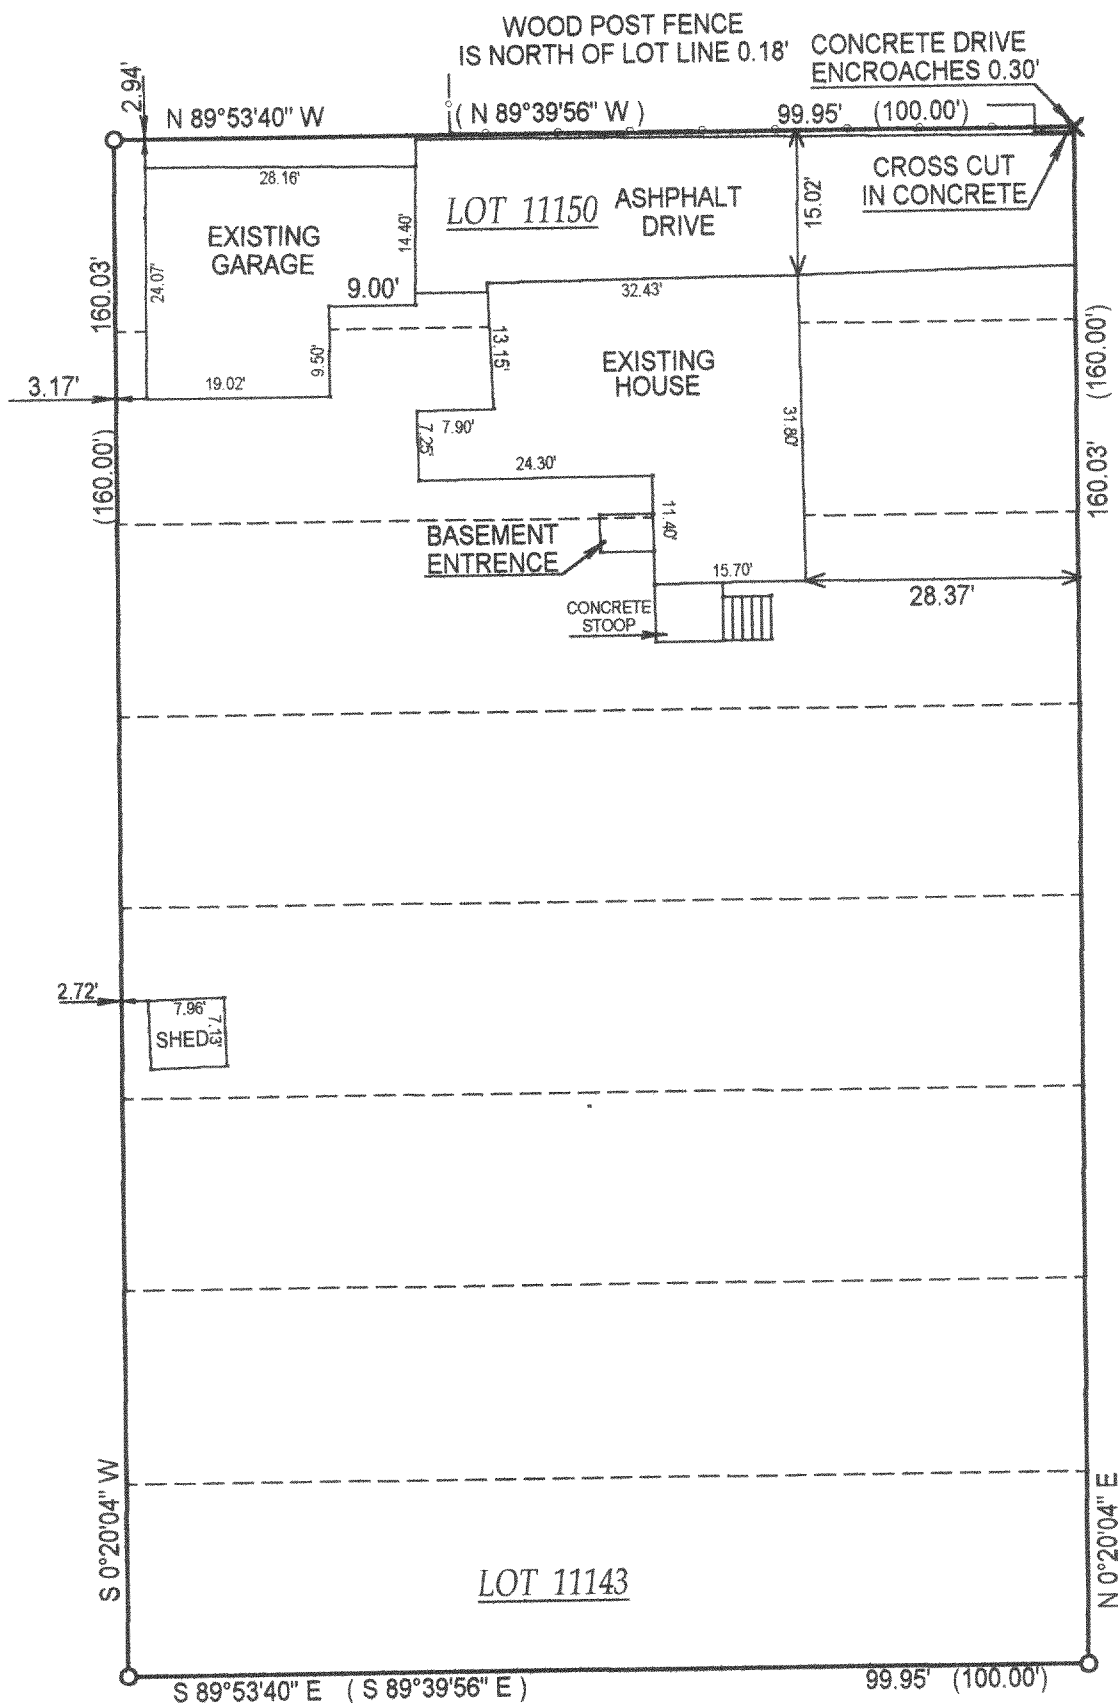 WOOD POST FENCE
IS NORTH OF LOT LINE 0.18'
CONCRETE DRIVE
ENCROACHES 0.30'
2.94'
N 89°53'40" W
( N 89°39'56" W )
99.95' (100.00')
CROSS CUT
IN CONCRETE
28.16'
LOT 11150
ASHPHALT
DRIVE
15.02'
EXISTING
GARAGE
14.40'
24.07'
160.03'
9.00'
32.43'
13.15'
9.50'
EXISTING
HOUSE
(160.00')
3.17'
19.02'
7.25'
7.90'
31.80'
(160.00')
24.30'
160.03'
11.40'
BASEMENT
ENTRENCE
15.70'
28.37'
CONCRETE
STOOP
2.72'
7.96'
7.13'
SHED
S 0°20'04" W
N 0°20'04" E
LOT 11143
S 89°53'40" E ( S 89°39'56" E )
99.95' (100.00')